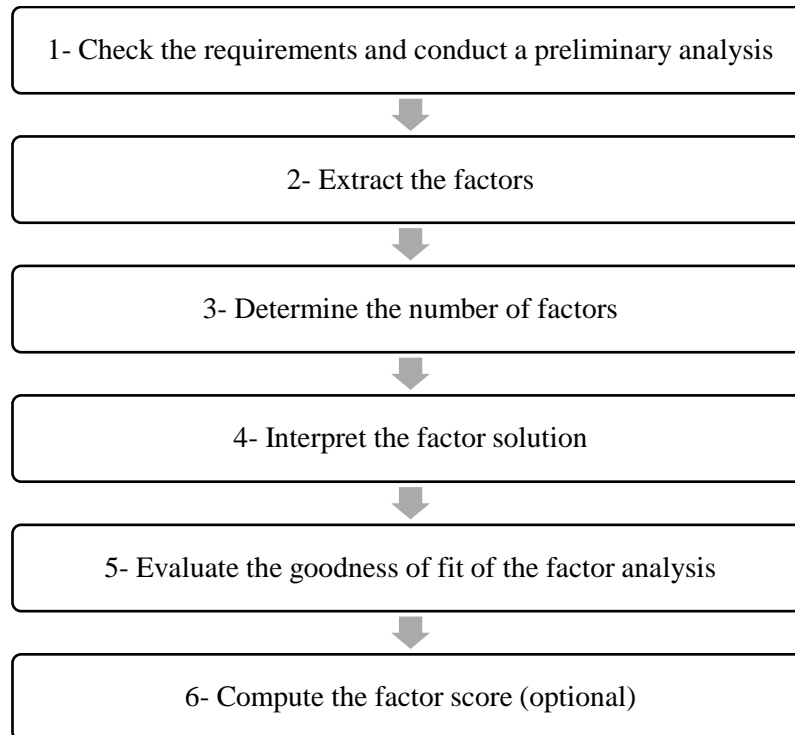 1- Check the requirements and conduct a preliminary analysis
2- Extract the factors
3- Determine the number of factors
4- Interpret the factor solution
5- Evaluate the goodness of fit of the factor analysis
6- Compute the factor score (optional)